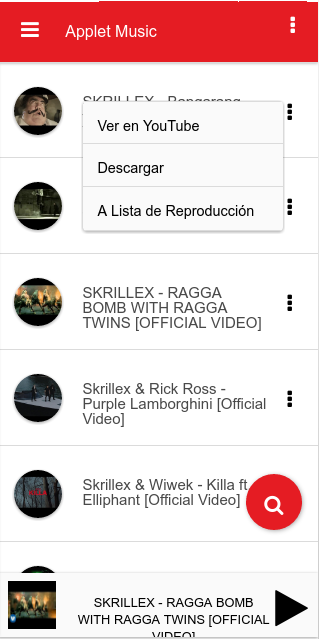 Applet Music
SKRILLEX - Bangarang
Ver en YouTube
Descargar
A Lista de Reproducción
SKRILLEX - RAGGA
BOMB WITH RAGGA
TWINS [OFFICIAL VIDEO]
Skrillex & Rick Ross -
Purple Lamborghini [Official
Video]
Skrillex & Wiwek - Killa ft
Elliphant [Official Video]
SKRILLEX - RAGGA BOMB
WITH RAGGA TWINS [OFFICIAL
VIDEO]